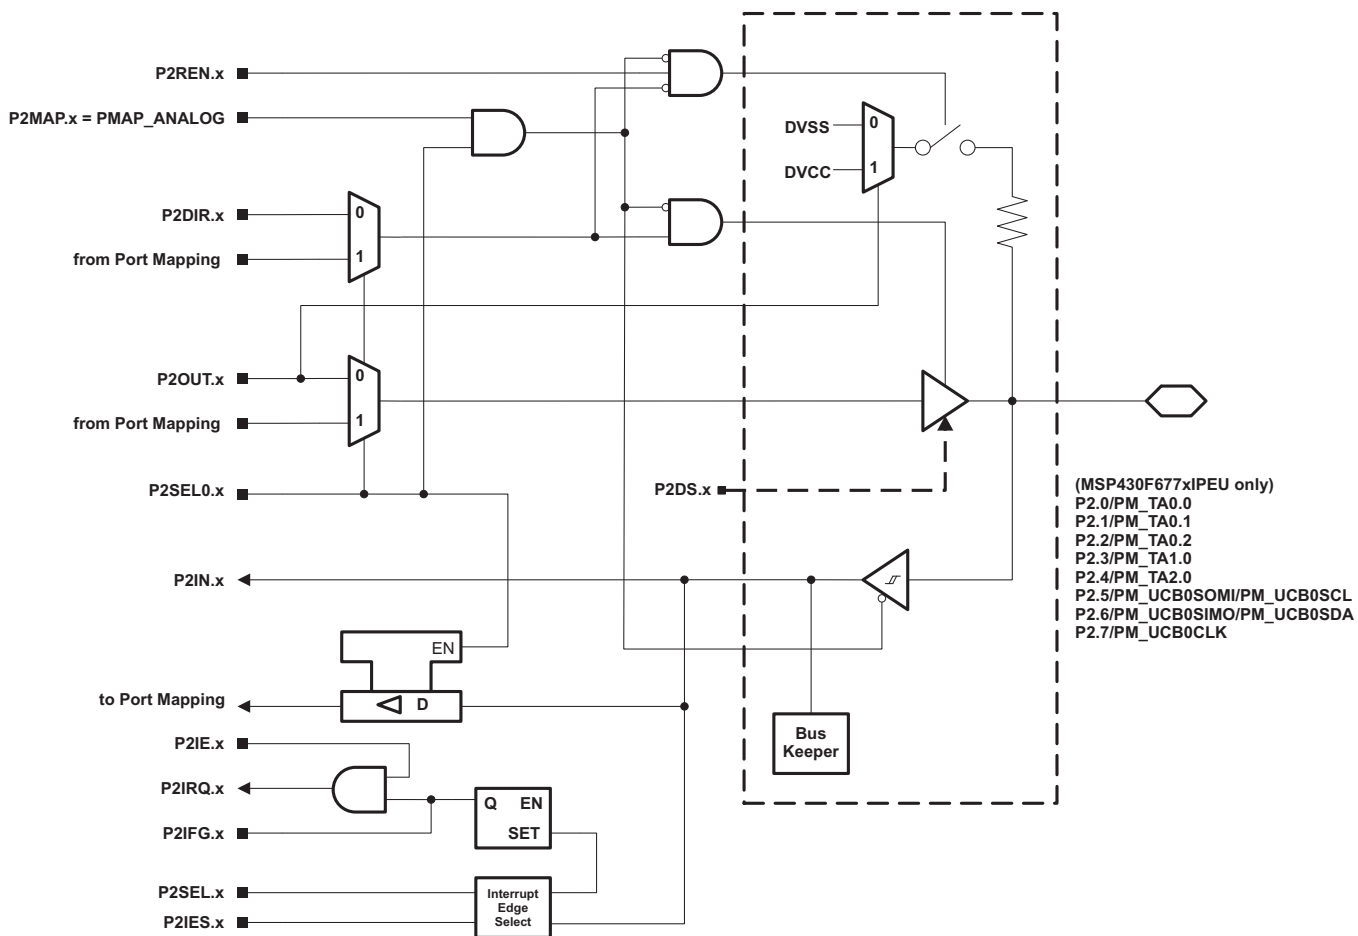 P2REN.x
P2MAP.x = PMAP_ANALOG
DVSS
0
DVCC
1
P2DIR.x
0
from Port Mapping
1
P2OUT.x
0
from Port Mapping
1
P2SEL0.x
P2DS.x
(MSP430F677xIPEU only)
P2.0/PM_TA0.0
P2.1/PM_TA0.1
P2.2/PM_TA0.2
P2.3/PM_TA1.0
P2.4/PM_TA2.0
P2.5/PM_UCB0SOMI/PM_UCB0SCL
P2.6/PM_UCB0SIMO/PM_UCB0SDA
P2.7/PM_UCB0CLK
P2IN.x
EN
to Port Mapping
D
Bus
Keeper
P2IE.x
P2IRQ.x
Q EN
SET
P2IFG.x
P2SEL.x
P2IES.x
Interrupt
Edge
Select